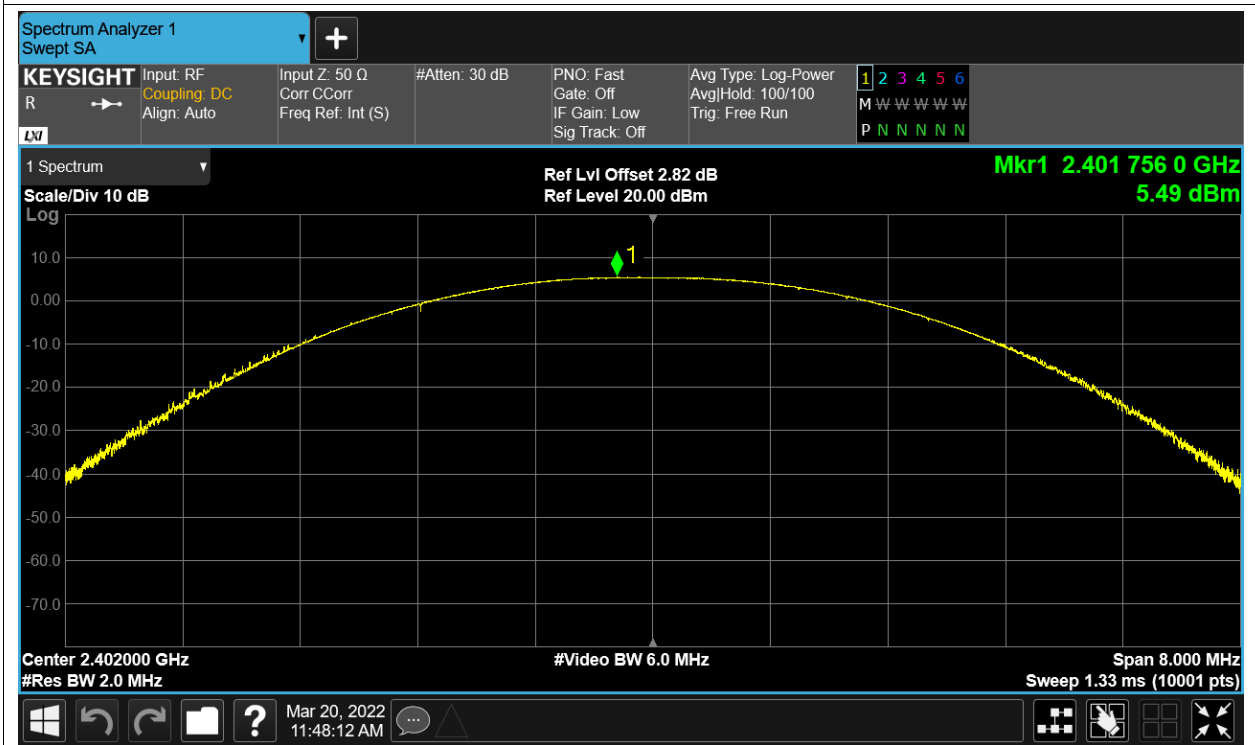 Spectrum Analyzer 1
Swept SA
KEYSIGHT
R
LXI
Input: RF
Coupling: DC
Align: Auto
Input Z: 50 Ω
Corr CCorr
Freq Ref: Int (S)
#Atten: 30 dB
PNO: Fast
Gate: Off
IF Gain: Low
Sig Track: Off
Avg Type: Log-Power
Avg|Hold: 100/100
Trig: Free Run
1 2 3 4 5 6
M W W W W W W
P N N N N N N
1 Spectrum
Scale/Div 10 dB
Log
Ref Lvl Offset 2.82 dB
Ref Level 20.00 dBm
Mkr1 2.401 756 0 GHz
5.49 dBm
1
10.0
0.00
-10.0
-20.0
-30.0
-40.0
-50.0
-60.0
-70.0
Center 2.402000 GHz
#Res BW 2.0 MHz
#Video BW 6.0 MHz
Span 8.000 MHz
Sweep 1.33 ms (10001 pts)
?
Mar 20, 2022
11:48:12 AM